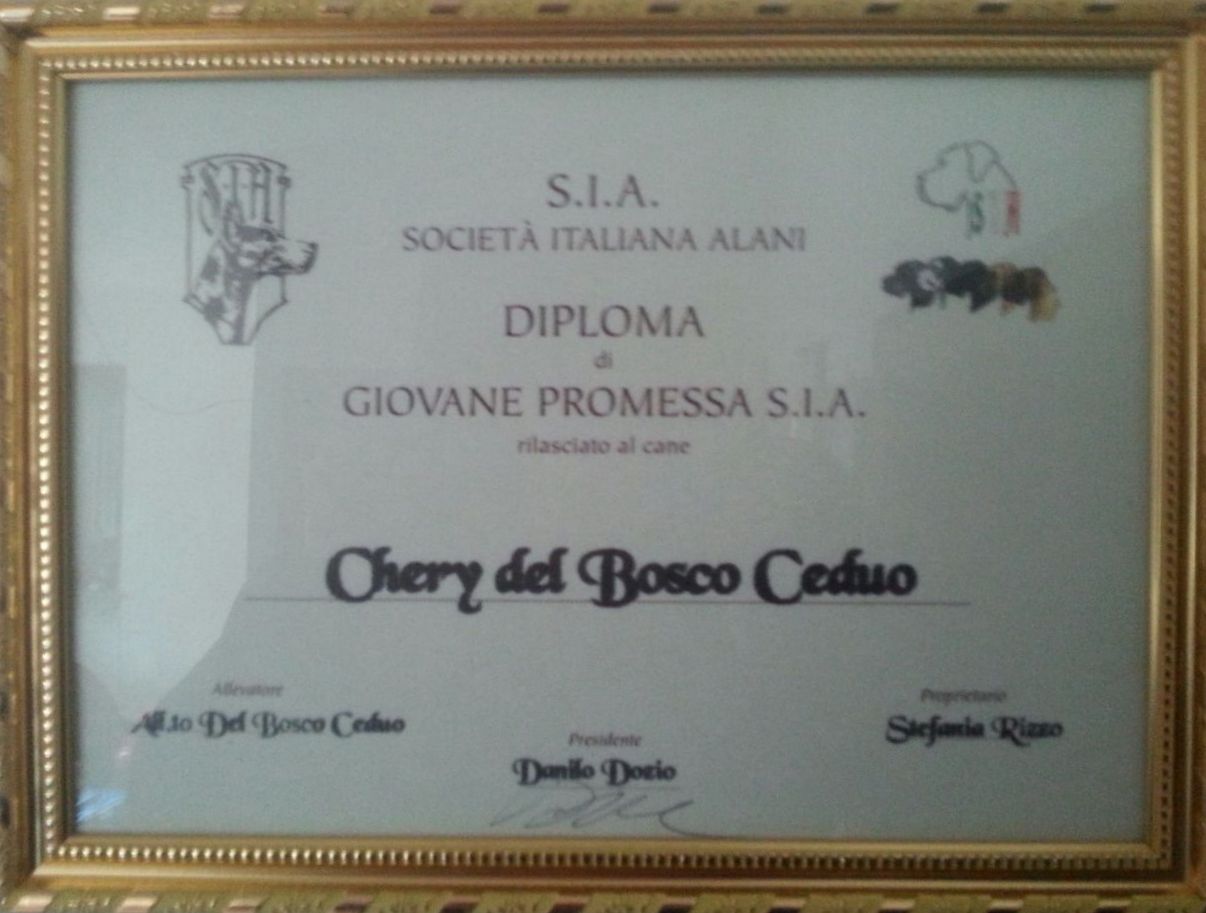 S.I.A.
S.I.A.
SOCIETÀ ITALIANA ALANI
DIPLOMA
di
GIOVANE PROMESSA S.I.A.
rilasciato al cane
Chery del Bosco Ceduo
Allevatore
All.to Del Bosco Ceduo
Proprietario
Stefania Rizzo
Presidente
Danilo Dozio